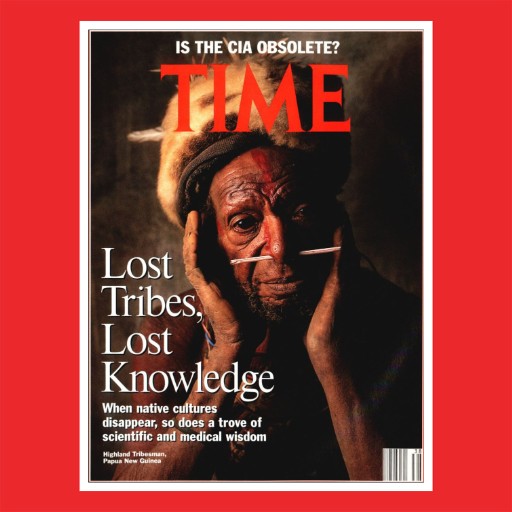 IS THE CIA OBSOLETE?
TIME
Lost
Tribes,
Lost
Knowledge
When native cultures
disappear, so does a trove of
scientific and medical wisdom
Highland Tribesman,
Papua New Guinea